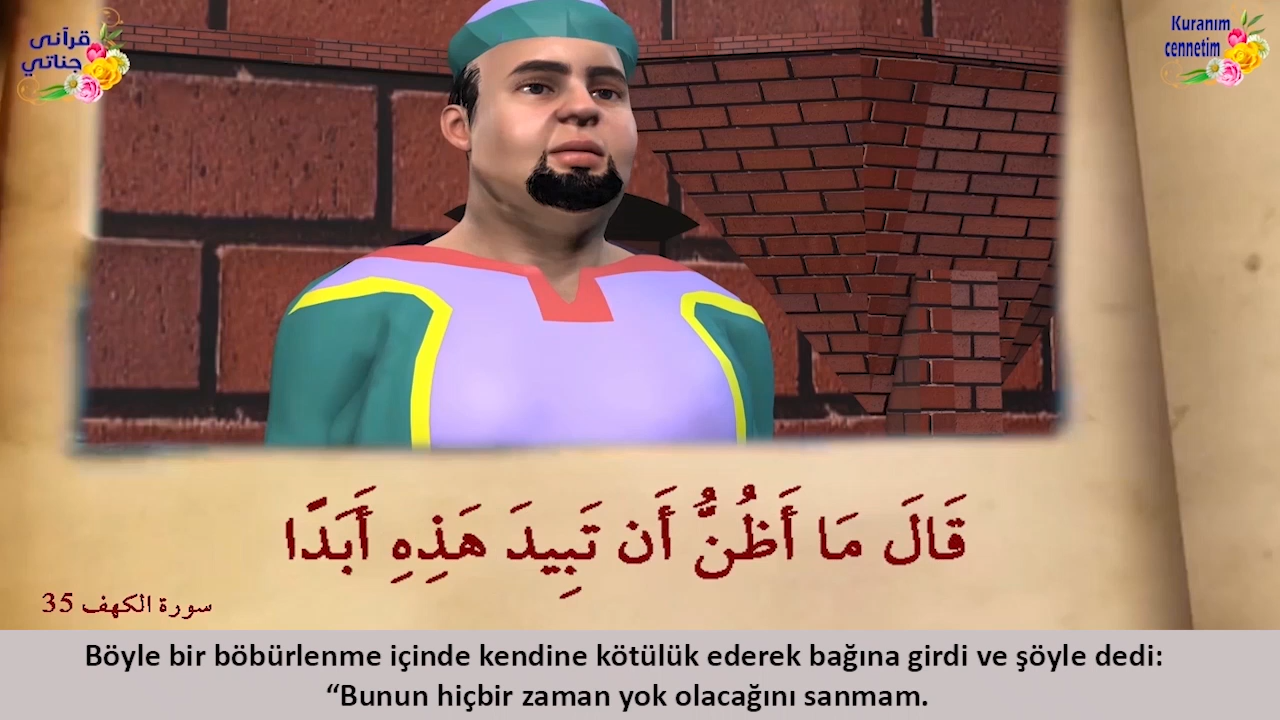 قرآنی
جناتي
Kuranım
cennetim
قَالَ مَا أَظُنُّ أَن تَبِيدَ هَذِهِ أَبَدًا
سورة الكهف 35
Böyle bir böbürlenme içinde kendine kötülük ederek bağına girdi ve şöyle dedi:
“Bunun hiçbir zaman yok olacağını sanmam.